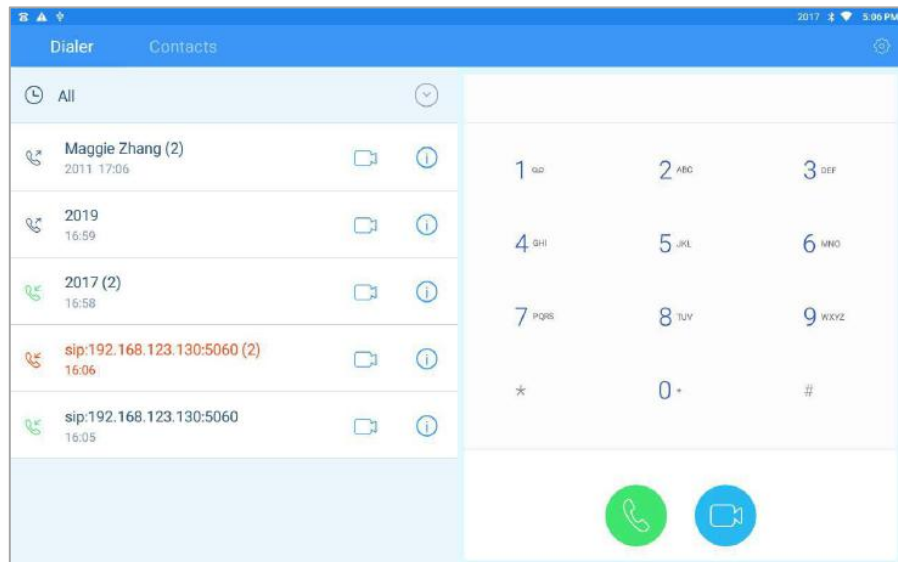 2017 5:06 PM
Dialer Contacts
All
Maggie Zhang (2)
2011 17:06
2019
16:59
2017 (2)
16:58
sip:192.168.123.130:5060 (2)
16:06
sip:192.168.123.130:5060
16:05
1 2 ABC 3 DEF
4 GHI 5 JKL 6 MNO
7 PQRS 8 TUV 9 WXYZ
* 0 + #